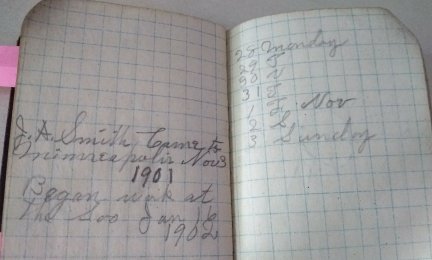 J. A. Smith Came to
Minneapolis Nov 3
1901
Began work at
the Soo Jan 16
1902
28 Monday
29 T
30 W
31 T
1 F Nov
2 S
3 Sunday